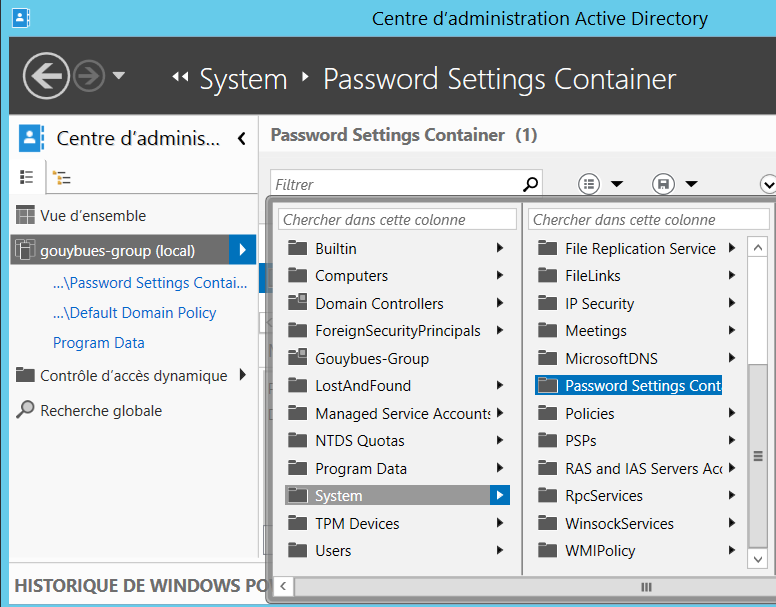 Centre d’administration Active Directory
System Password Settings Container
Centre d’adminis...
Password Settings Container (1)
Filtrer
Vue d’ensemble
gouybues-group (local)
...\Password Settings Contai...
...\Default Domain Policy
Program Data
Contrôle d’accès dynamique
Recherche globale
Chercher dans cette colonne
Builtin
Computers
Domain Controllers
ForeignSecurityPrincipals
Gouybues-Group
LostAndFound
Managed Service Accounts
NTDS Quotas
Program Data
System
TPM Devices
Users
Chercher dans cette colonne
File Replication Service
FileLinks
IP Security
Meetings
MicrosoftDNS
Password Settings Cont
Policies
PSPs
RAS and IAS Servers Acc
RpcServices
WinsockServices
WMIPolicy
HISTORIQUE DE WINDOWS PO